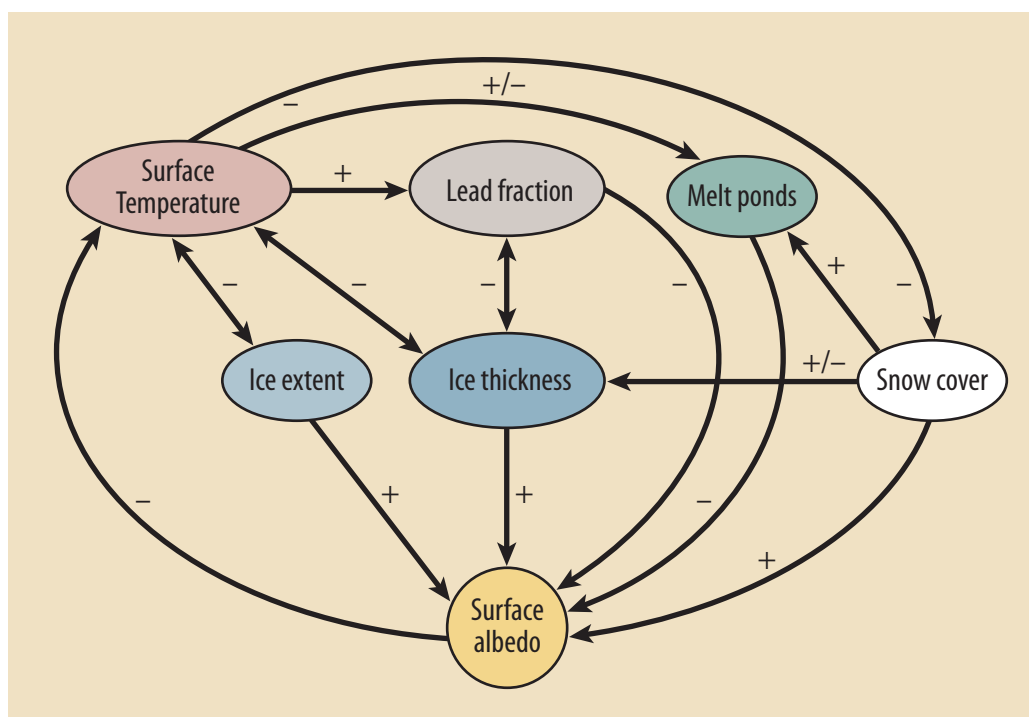 +/–
–
Surface
Temperature
+
Lead fraction
Melt ponds
–
–
–
–
+
–
Ice extent
Ice thickness
+/–
Snow cover
–
+
+
–
+
Surface
albedo